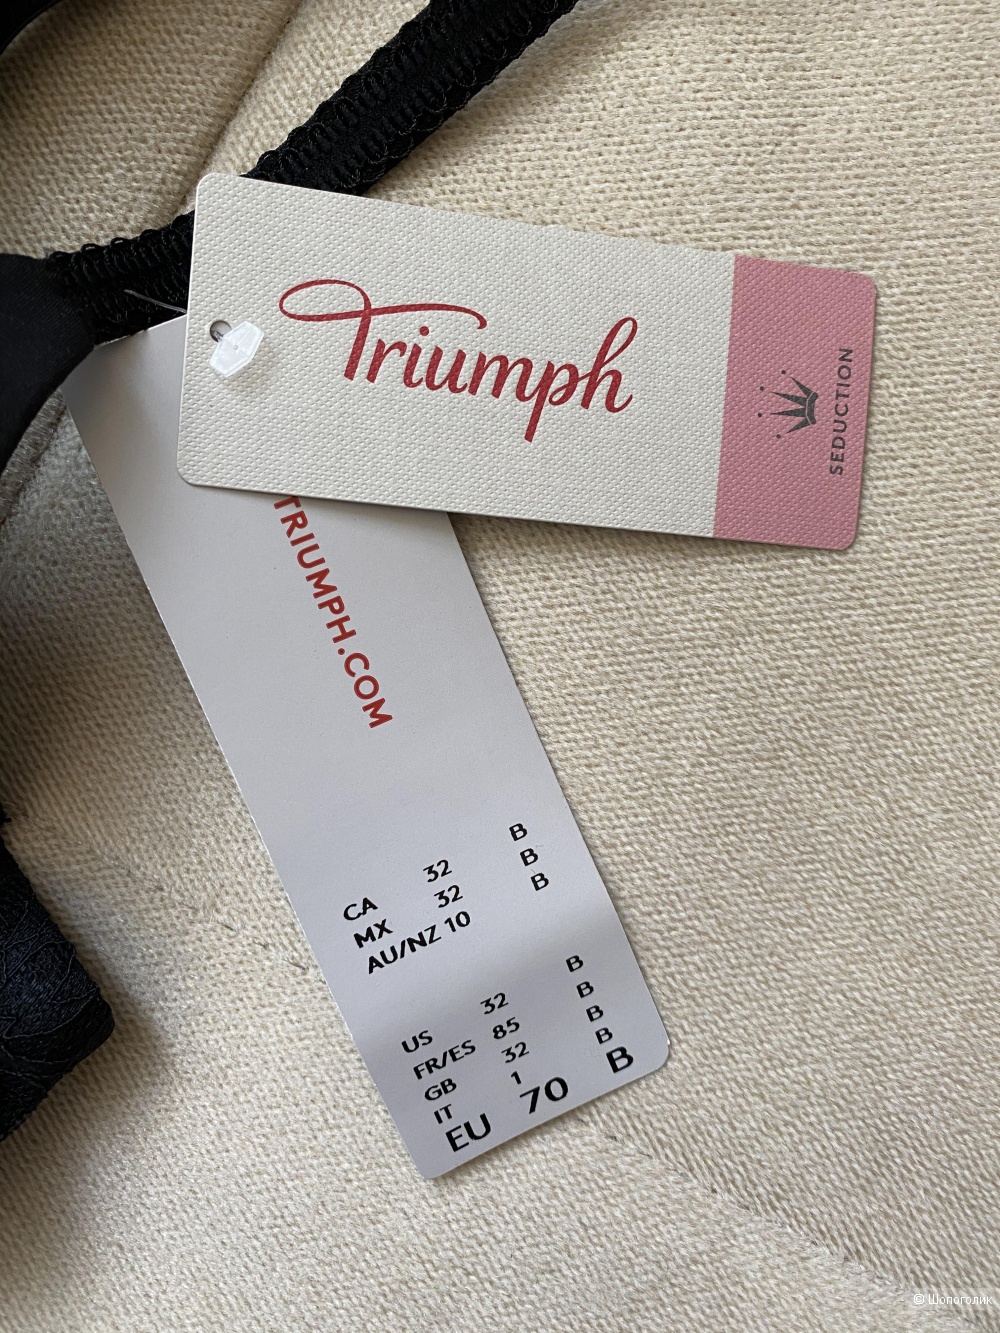 Triumph
SEDUCTION
TRIUMPH.COM
CA 32 B
MX 32 B
AU/NZ 10 B
US 32 B
FR/ES 85 B
GB 32 B
IT 1 B
EU 70 B
© Шопоголик